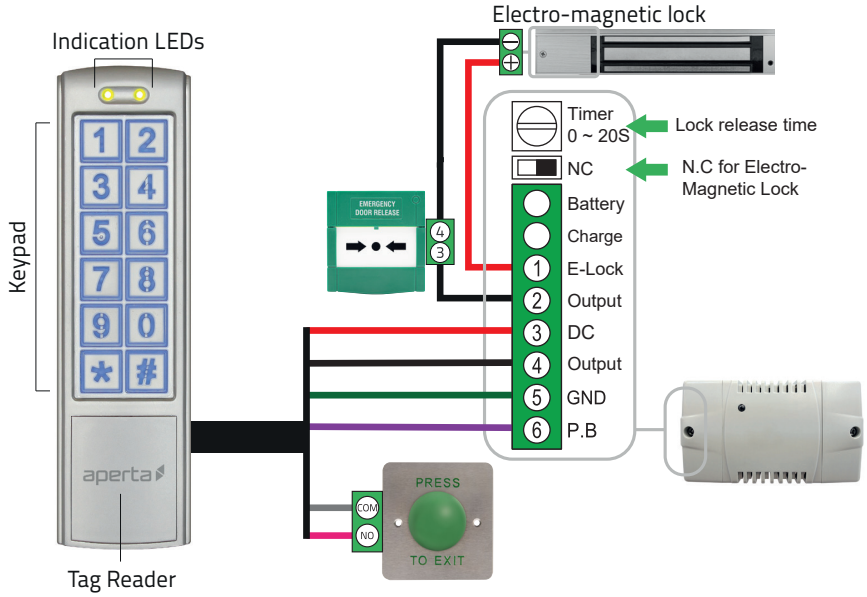 Electro-magnetic lock
Indication LEDs
Timer
0 ~ 20S
Lock release time
NC
N.C for Electro-
Magnetic Lock
Battery
Charge
1 E-Lock
2 Output
3 DC
4 Output
5 GND
6 P.B
EMERGENCY
DOOR RELEASE
4
3
Keypad
1 2
3 4
5 6
7 8
9 0
* #
aperta
Tag Reader
COM
NO
PRESS
TO EXIT